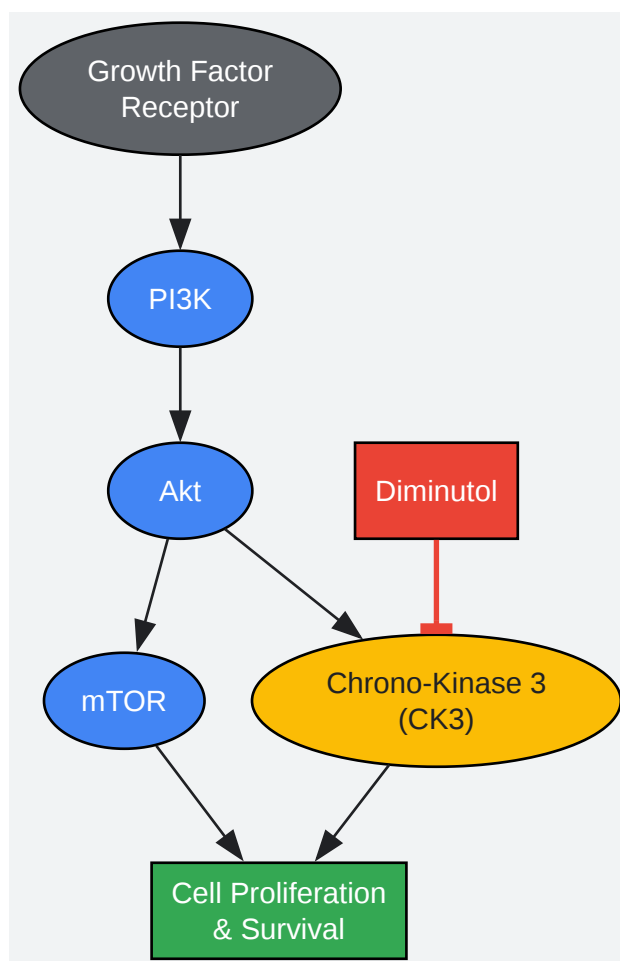 Growth Factor
Receptor
PI3K
Akt
Diminutol
mTOR
Chrono-Kinase 3
(CK3)
Cell Proliferation
& Survival